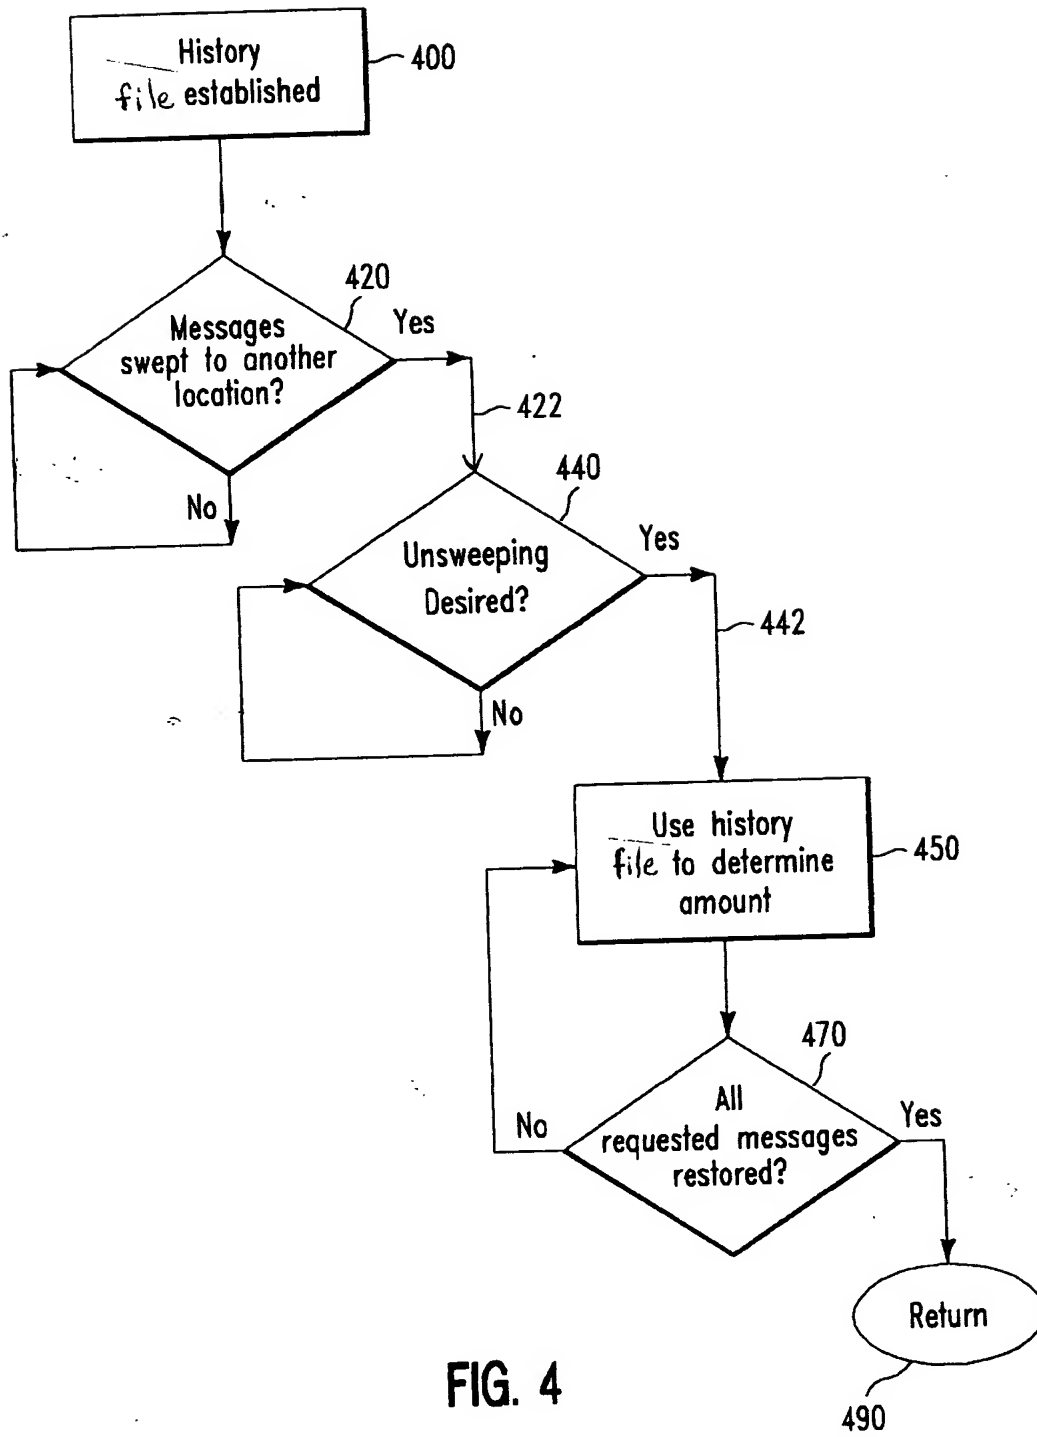 History
file established
400
420
Messages
swept to another
location?
Yes
No
422
440
Unsweeping
Desired?
Yes
No
442
Use history
file to determine
amount
450
470
All
requested messages
restored?
No
Yes
Return
490
FIG. 4